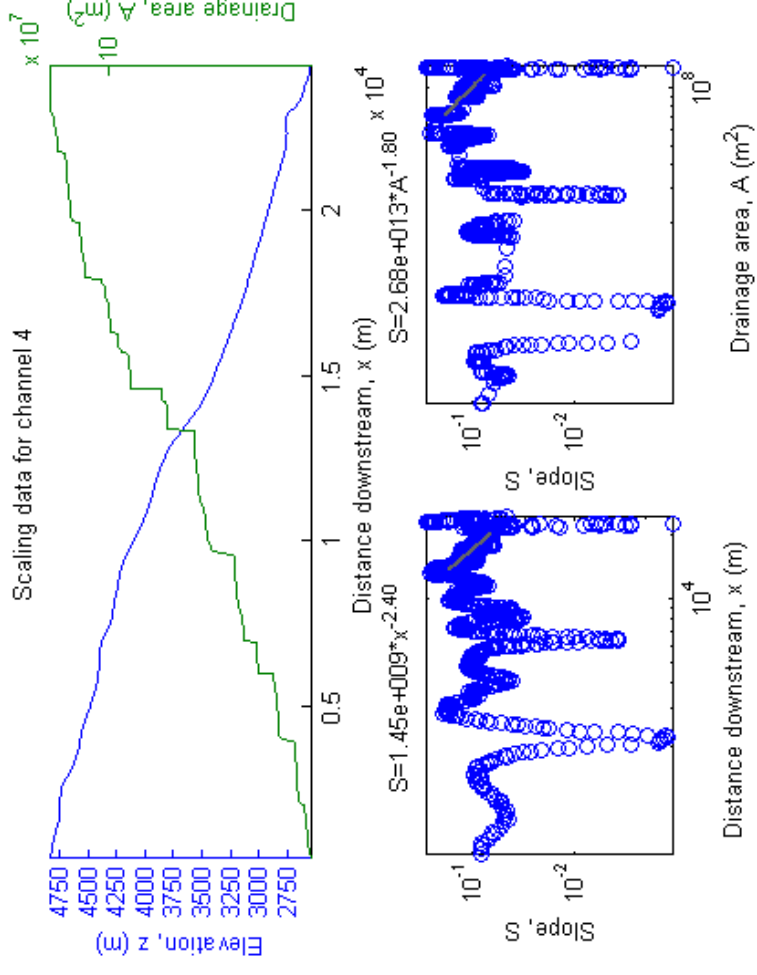 Scaling data for channel 4
x 10^7
Elevation, z (m)
4750
4500
4250
4000
3750
3500
3250
3000
2750
Drainage area, A (m^2)
10
0.5
1
1.5
2
x 10^4
Distance downstream, x (m)
S=1.45e+009*x^-2.40
Slope, S
10^-1
10^-2
10^4
Distance downstream, x (m)
S=2.68e+013*A^-1.80
Slope, S
10^-1
10^-2
10^8
Drainage area, A (m^2)